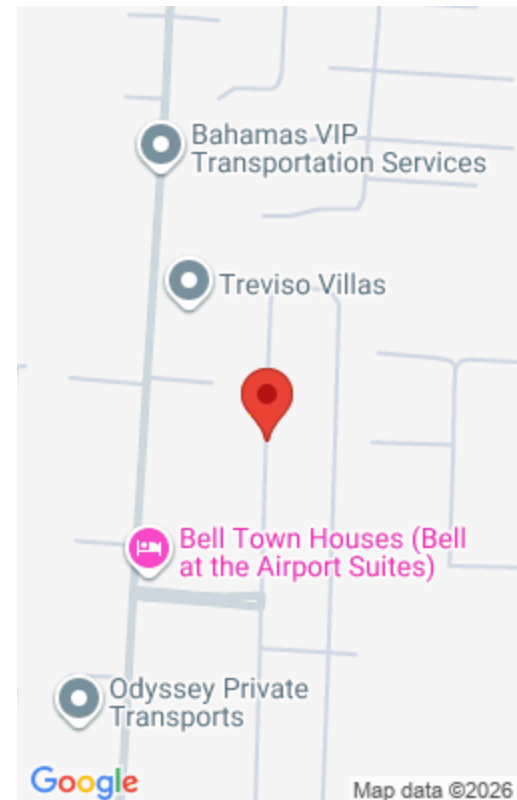 Bahamas VIP
Transportation Services
Treviso Villas
Bell Town Houses (Bell
at the Airport Suites)
Odyssey Private
Transports
Google
Map data ©2026